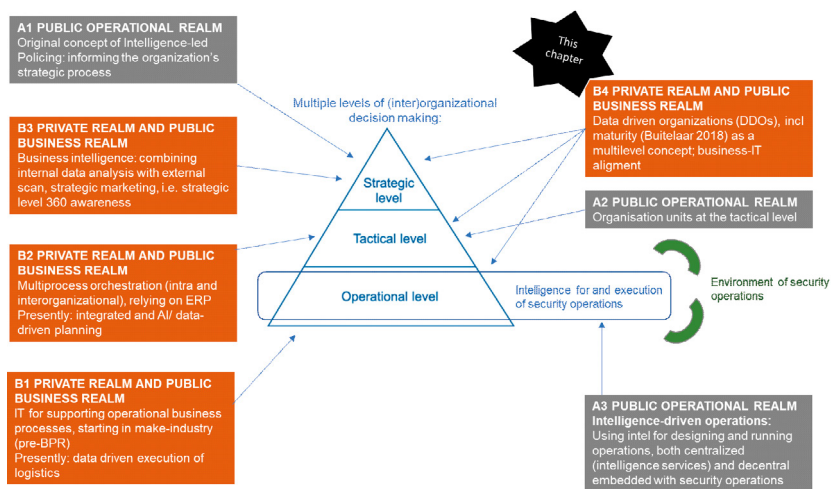 A1 PUBLIC OPERATIONAL REALM
Original concept of Intelligence-led
Policing: informing the organization's
strategic process
This
chapter
Multiple levels of (inter)organizational
decision making:
B4 PRIVATE REALM AND PUBLIC
BUSINESS REALM
Data driven organizations (DDOs), incl
maturity (Buitelaar 2018) as a
multilevel concept; business-IT
aligment
B3 PRIVATE REALM AND PUBLIC
BUSINESS REALM
Business intelligence: combining
internal data analysis with external
scan, strategic marketing, i.e. strategic
level 360 awareness
Strategic
level
A2 PUBLIC OPERATIONAL REALM
Organisation units at the tactical level
Tactical level
B2 PRIVATE REALM AND PUBLIC
BUSINESS REALM
Multiprocess orchestration (intra and
interorganizational), relying on ERP
Presently: integrated and AI/ data-
driven planning
Operational level
Intelligence for and execution
of security operations
Environment of security
operations
B1 PRIVATE REALM AND PUBLIC
BUSINESS REALM
IT for supporting operational business
processes, starting in make-industry
(pre-BPR)
Presently: data driven execution of
logistics
A3 PUBLIC OPERATIONAL REALM
Intelligence-driven operations:
Using intel for designing and running
operations, both centralized
(intelligence services) and decentral
embedded with security operations